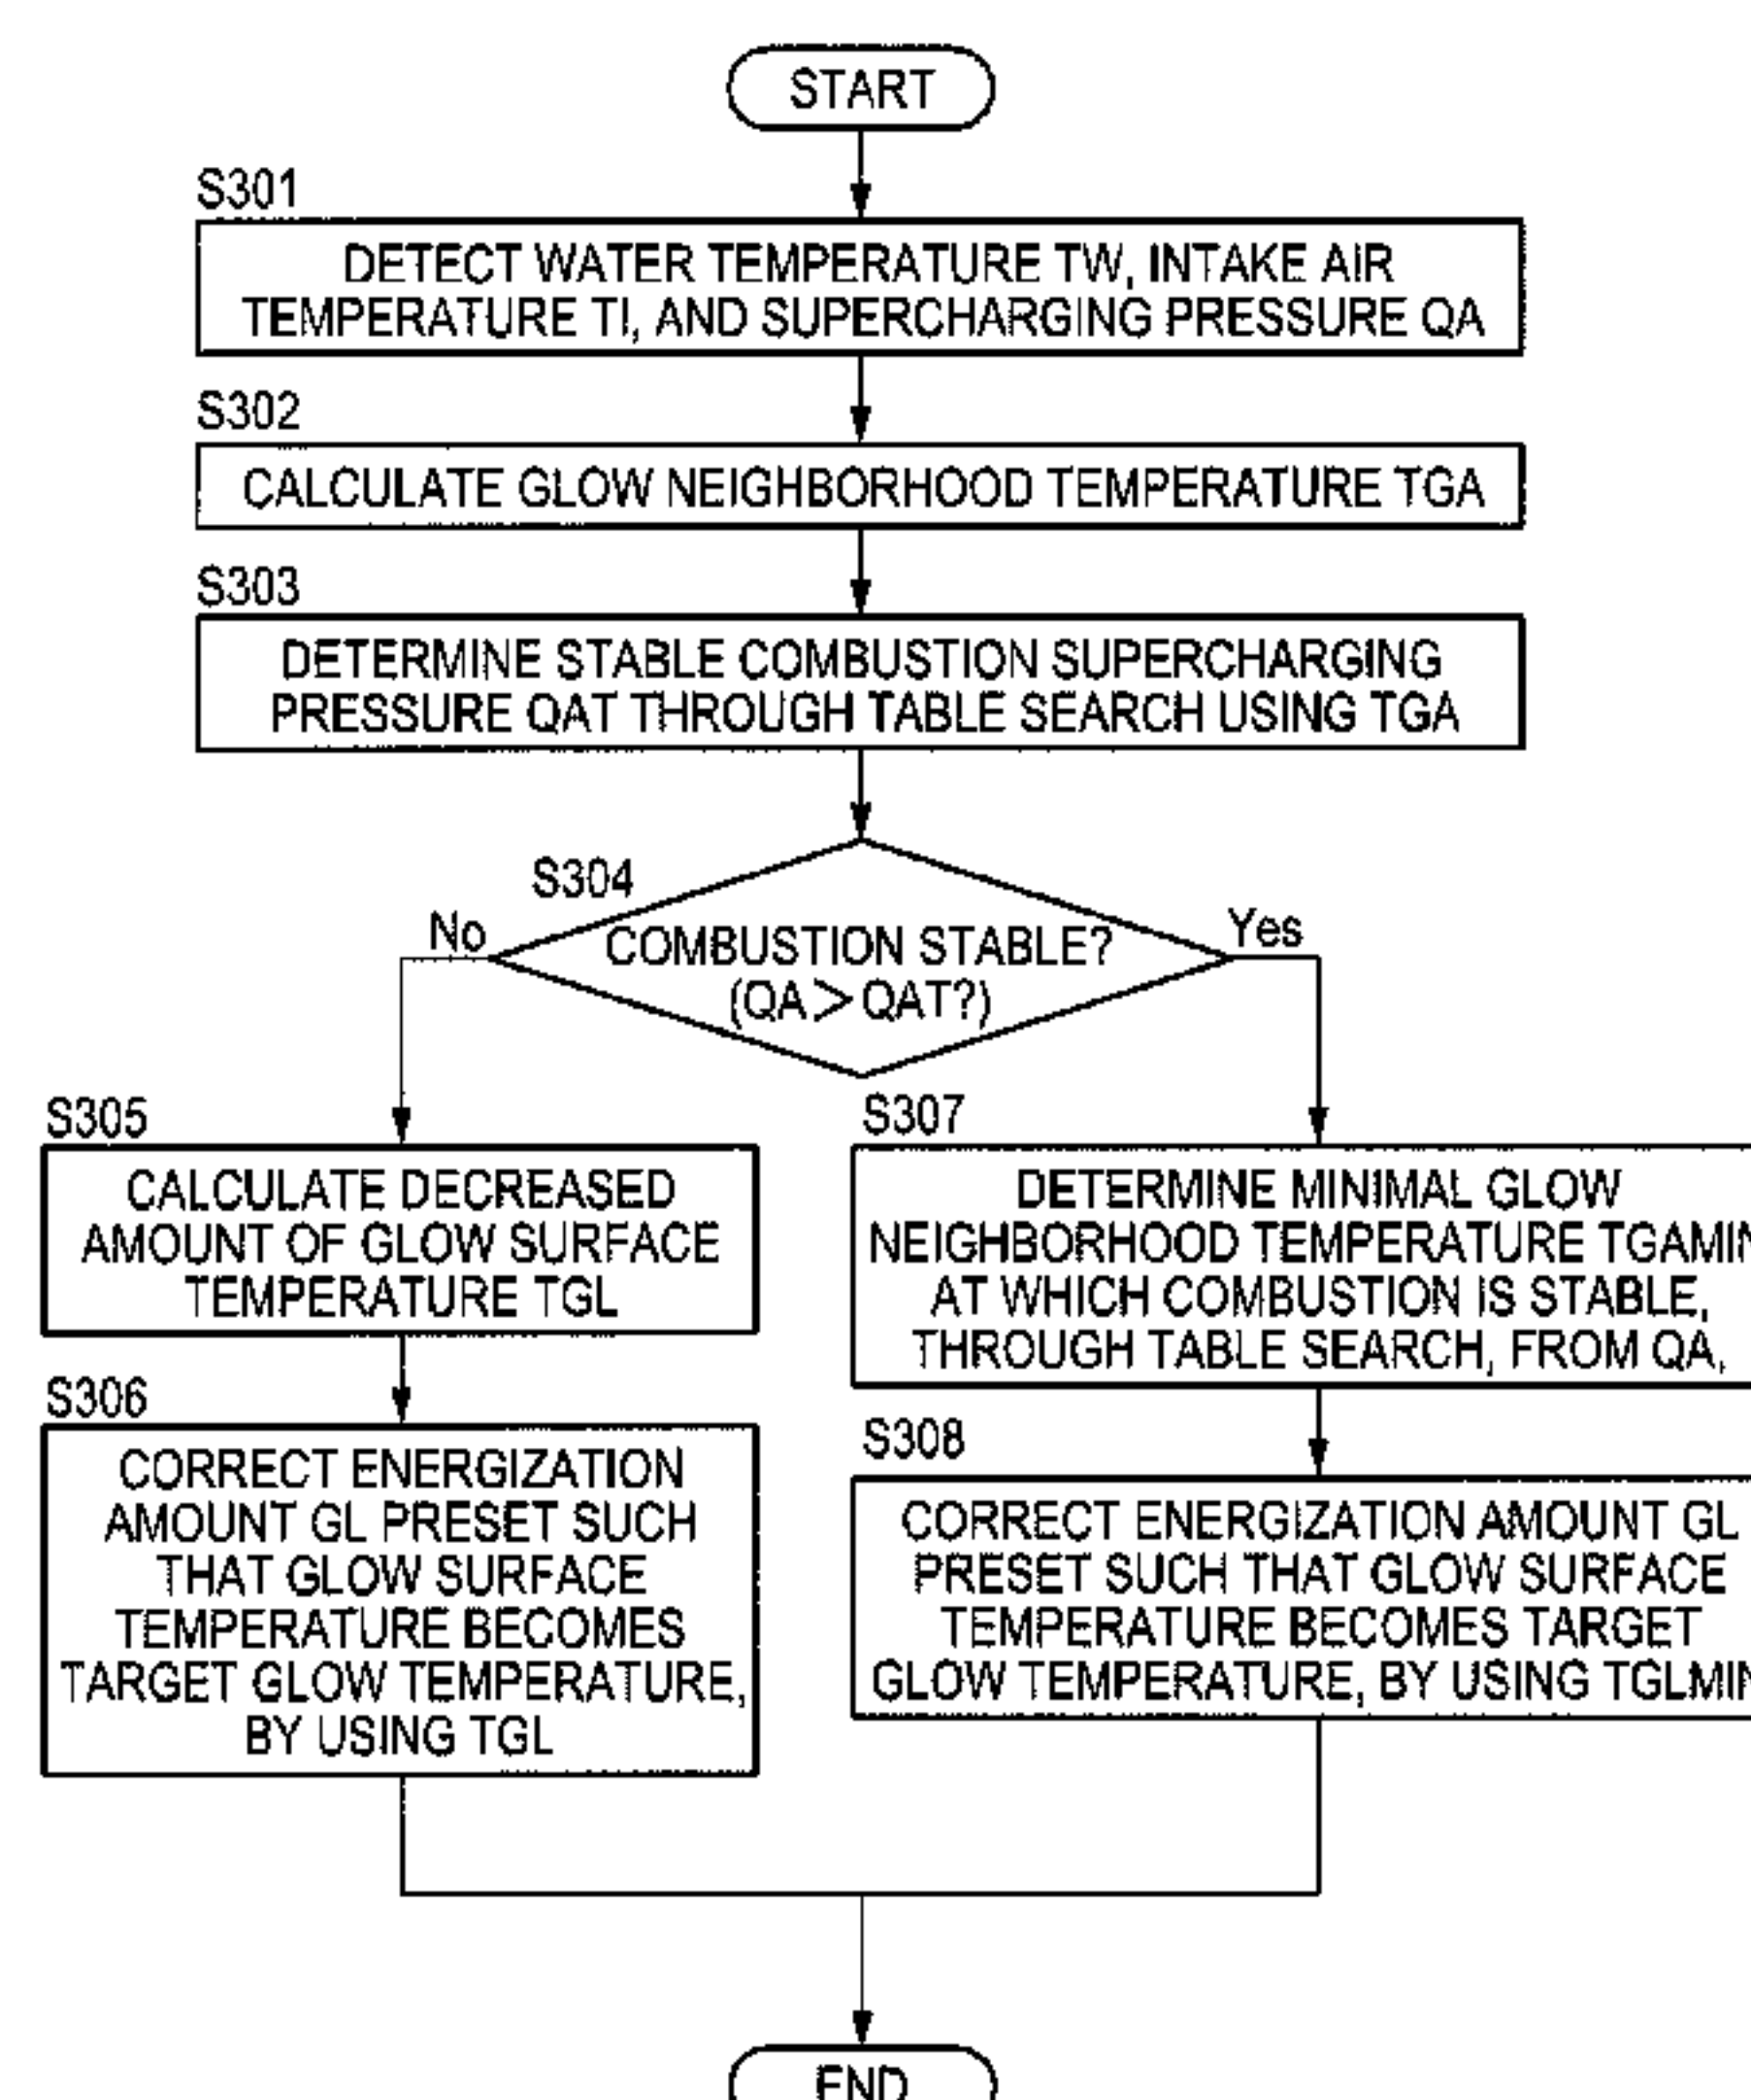 START
S301
DETECT WATER TEMPERATURE TW, INTAKE AIR
TEMPERATURE TI, AND SUPERCHARGING PRESSURE QA
S302
CALCULATE GLOW NEIGHBORHOOD TEMPERATURE TGA
S303
DETERMINE STABLE COMBUSTION SUPERCHARGING
PRESSURE QAT THROUGH TABLE SEARCH USING TGA
S304
COMBUSTION STABLE?
(QA>QAT?)
No
Yes
S305
CALCULATE DECREASED
AMOUNT OF GLOW SURFACE
TEMPERATURE TGL
S306
CORRECT ENERGIZATION
AMOUNT GL PRESET SUCH
THAT GLOW SURFACE
TEMPERATURE BECOMES
TARGET GLOW TEMPERATURE,
BY USING TGL
S307
DETERMINE MINIMAL GLOW
NEIGHBORHOOD TEMPERATURE TGAMIN
AT WHICH COMBUSTION IS STABLE,
THROUGH TABLE SEARCH, FROM QA,
S308
CORRECT ENERGIZATION AMOUNT GL
PRESET SUCH THAT GLOW SURFACE
TEMPERATURE BECOMES TARGET
GLOW TEMPERATURE, BY USING TGLMIN
END